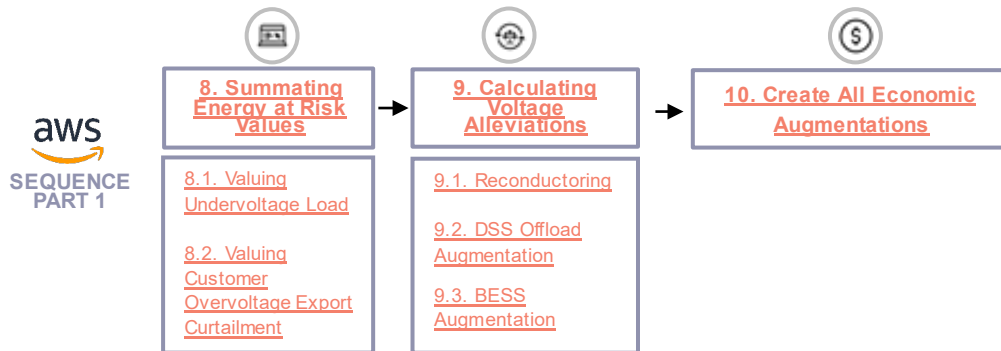 8. Summating
Energy at Risk
Values
9. Calculating
Voltage
Alleviations
10. Create All Economic
Augmentations
aws
SEQUENCE
PART 1
8.1. Valuing
Undervoltage Load
8.2. Valuing
Customer
Overvoltage Export
Curtailment
9.1. Reconductoring
9.2. DSS Offload
Augmentation
9.3. BESS
Augmentation
$